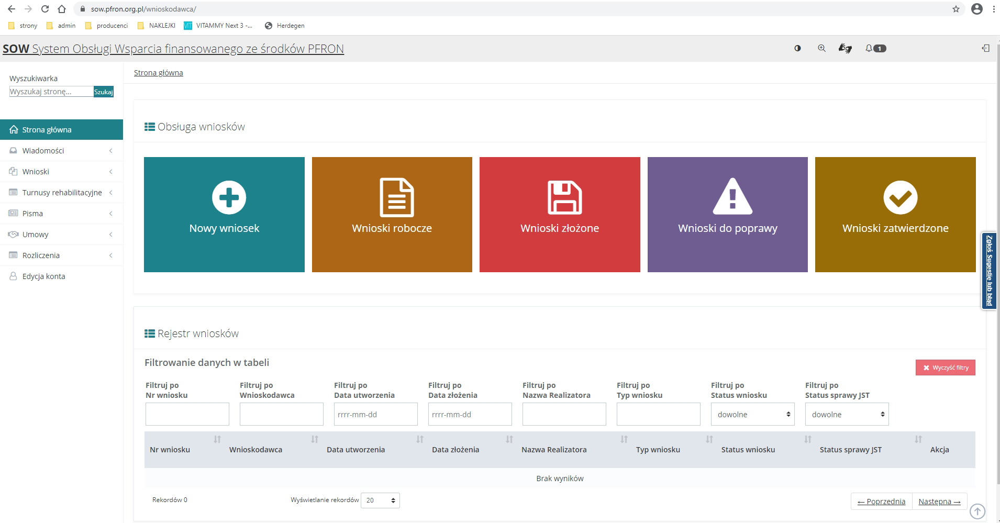 sow.pfron.org.pl/wnioskodawca/
strony
admin
producenci
NAKLEJKI
VIT
VITAMMY Next 3 -...
Herdegen
SOW System Obsługi Wsparcia finansowanego ze środków PFRON
1
Wyszukiwarka
Wyszukaj stronę...
Szukaj
Strona główna
Wiadomości
Wnioski
Turnusy rehabilitacyjne
Pisma
Umowy
Rozliczenia
Edycja konta
Strona główna
Obsługa wniosków
Nowy wniosek
Wnioski robocze
Wnioski złożone
Wnioski do poprawy
Wnioski zatwierdzone
Zgłoś Sugestię lub błąd
Rejestr wniosków
Filtrowanie danych w tabeli
Wyczyść filtry
Filtruj po
Nr wniosku
Filtruj po
Wnioskodawca
Filtruj po
Data utworzenia
rrrr-mm-dd
Filtruj po
Data złożenia
rrrr-mm-dd
Filtruj po
Nazwa Realizatora
Filtruj po
Typ wniosku
Filtruj po
Status wniosku
dowolne
Filtruj po
Status sprawy JST
dowolne
Nr wniosku Wnioskodawca Data utworzenia Data złożenia Nazwa Realizatora Typ wniosku Status wniosku Status sprawy JST Akcja
Brak wyników
Rekordów 0
Wyświetlanie rekordów 20
← Poprzednia
Następna →